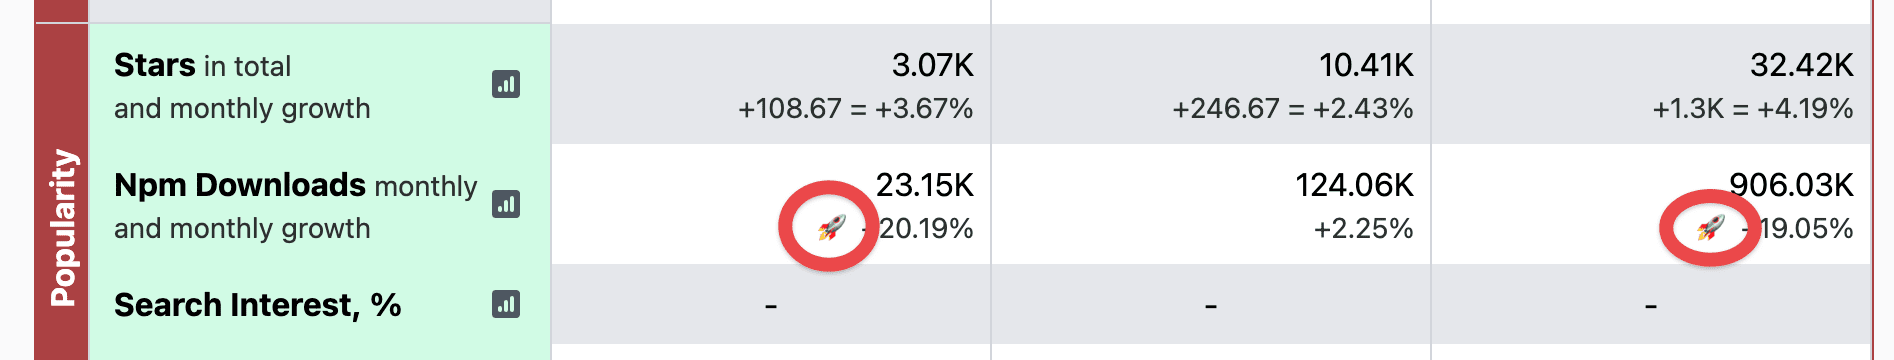 Popularity
Stars in total
and monthly growth
3.07K
+108.67 = +3.67%
10.41K
+246.67 = +2.43%
32.42K
+1.3K = +4.19%
Npm Downloads monthly
and monthly growth
23.15K
🚀 +20.19%
124.06K
+2.25%
906.03K
🚀 +19.05%
Search Interest, %
-
-
-